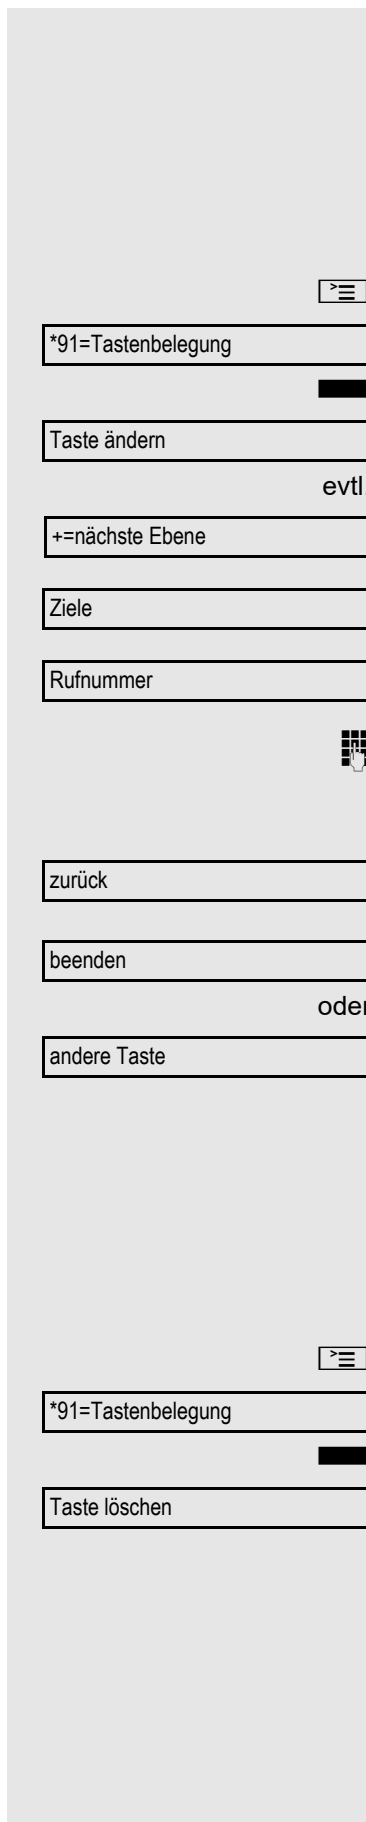 *91=Tastenbelegung
Taste ändern
evtl.
+=nächste Ebene
Ziele
Rufnummer
zurück
beenden
oder
andere Taste
*91=Tastenbelegung
Taste löschen